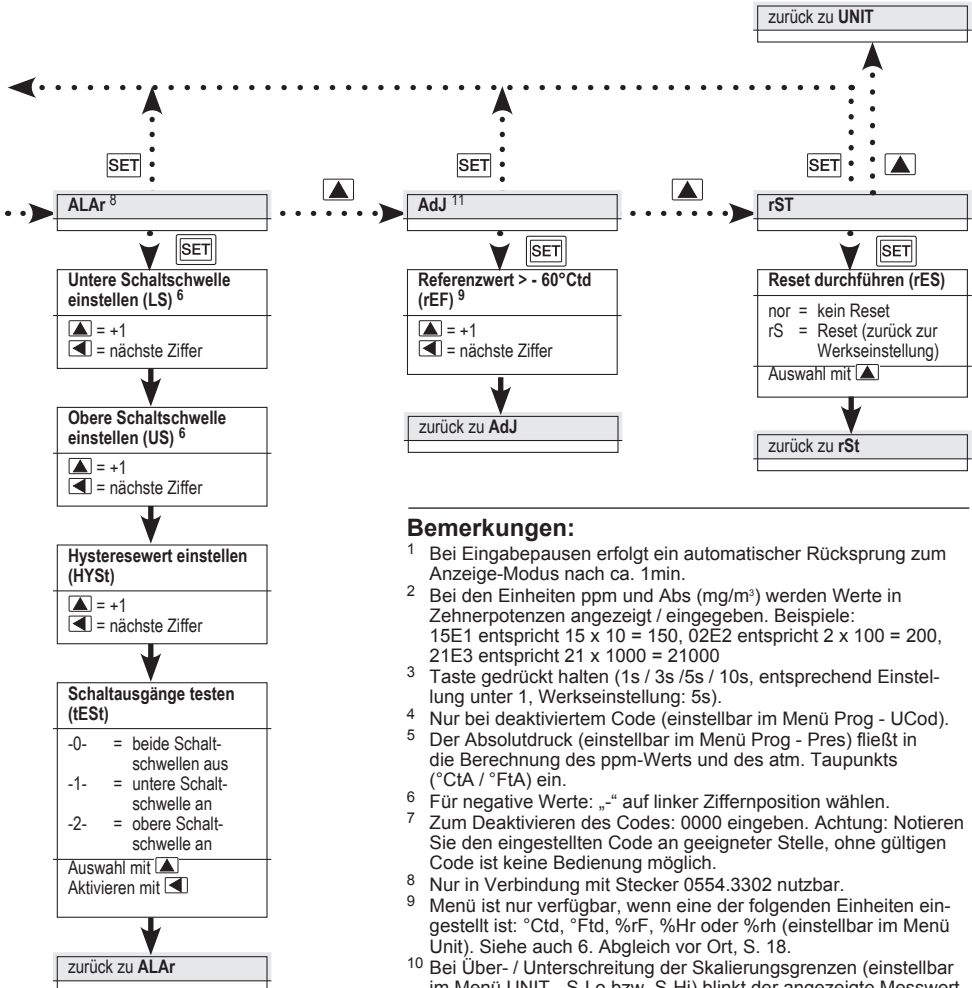 zurück zu UNIT
SET
SET
SET
ALAr 8
AdJ 11
rST
SET
SET
SET
Untere Schaltschwelle
einstellen (LS) 6
▲ = +1
◄ = nächste Ziffer
Obere Schaltschwelle
einstellen (US) 6
▲ = +1
◄ = nächste Ziffer
Hysteresewert einstellen
(HYSt)
▲ = +1
◄ = nächste Ziffer
Schaltausgänge testen
(tESt)
-0- = beide Schalt-
schwellen aus
-1- = untere Schalt-
schwelle an
-2- = obere Schalt-
schwelle an
Auswahl mit ▲
Aktivieren mit ◄
zurück zu ALAr
Referenzwert > - 60°Ctd
(rEF) 9
▲ = +1
◄ = nächste Ziffer
zurück zu AdJ
Reset durchführen (rES)
nor = kein Reset
rS = Reset (zurück zur
Werkseinstellung)
Auswahl mit ▲
zurück zu rSt
Bemerkungen:
1 Bei Eingabepausen erfolgt ein automatischer Rücksprung zum
Anzeige-Modus nach ca. 1min.
2 Bei den Einheiten ppm und Abs (mg/m³) werden Werte in
Zehnerpotenzen angezeigt / eingegeben. Beispiele:
15E1 entspricht 15 x 10 = 150, 02E2 entspricht 2 x 100 = 200,
21E3 entspricht 21 x 1000 = 21000
3 Taste gedrückt halten (1s / 3s /5s / 10s, entsprechend Einstel-
lung unter 1, Werkseinstellung: 5s).
4 Nur bei deaktiviertem Code (einstellbar im Menü Prog - UCod).
5 Der Absolutdruck (einstellbar im Menü Prog - Pres) fließt in
die Berechnung des ppm-Werts und des atm. Taupunkts
(°CtA / °FtA) ein.
6 Für negative Werte: „-“ auf linker Ziffernposition wählen.
7 Zum Deaktivieren des Codes: 0000 eingeben. Achtung: Notieren
Sie den eingestellten Code an geeigneter Stelle, ohne gültigen
Code ist keine Bedienung möglich.
8 Nur in Verbindung mit Stecker 0554.3302 nutzbar.
9 Menü ist nur verfügbar, wenn eine der folgenden Einheiten ein-
gestellt ist: °Ctd, °Ftd, %rF, %Hr oder %rh (einstellbar im Menü
Unit). Siehe auch 6. Abgleich vor Ort, S. 18.
10 Bei Über- / Unterschreitung der Skalierungsgrenzen (einstellbar
im Menü UNIT - S-Lo bzw. S-Hi) blinkt der angezeigte Messwert